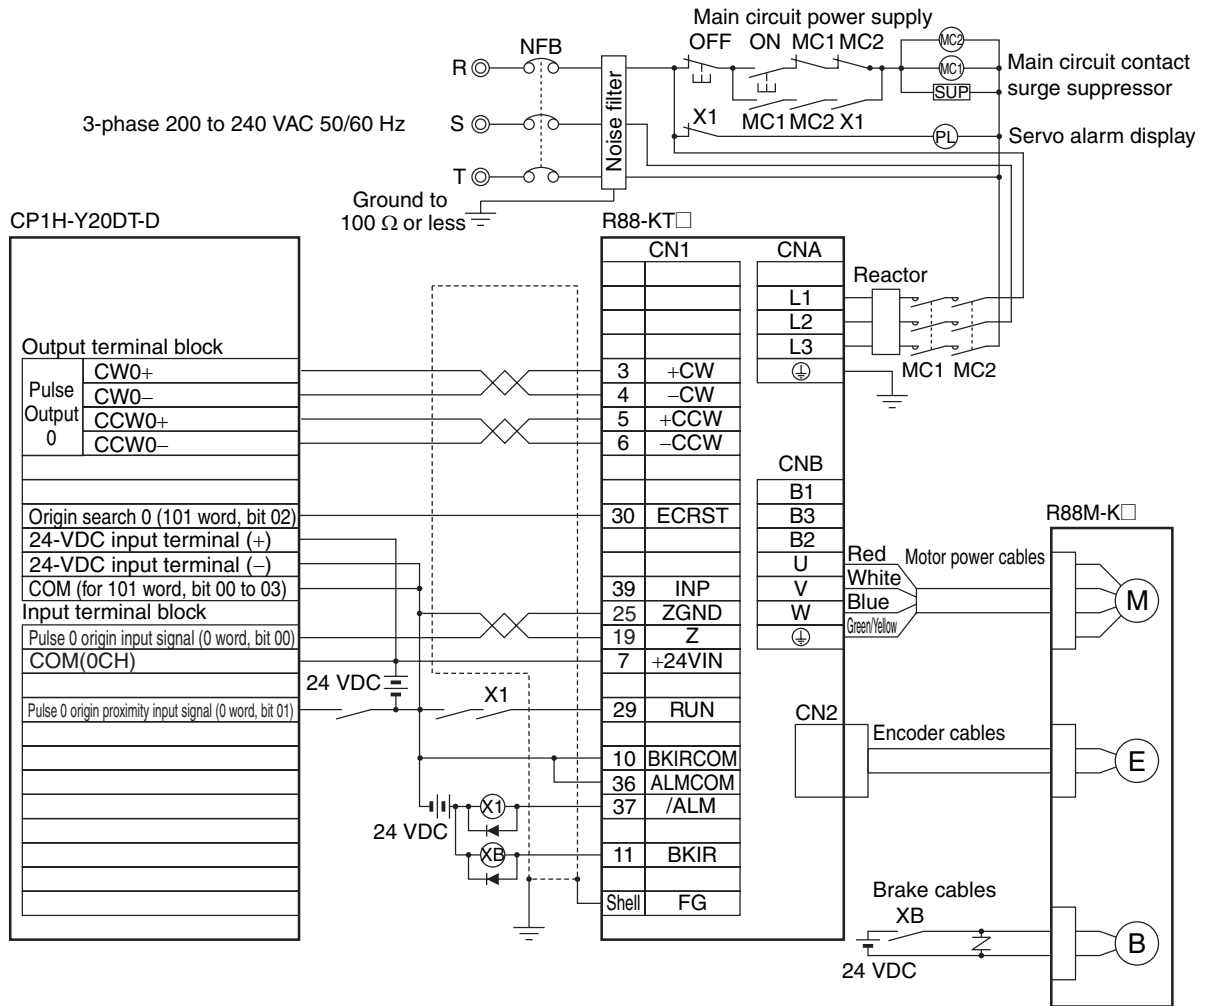 Main circuit power supply
OFF ON MC1 MC2
MC2
NFB
R
Main circuit contact
surge suppressor
MC1
SUP
Noise filter
MC1 MC2 X1
X1
3-phase 200 to 240 VAC 50/60 Hz
S
PL
Servo alarm display
T
Ground to
100 Ω or less
CP1H-Y20DT-D
R88-KT□
CN1
CNA
Reactor
L1
L2
L3
MC1 MC2
Output terminal block
Pulse
Output
0
CW0+
CW0−
CCW0+
CCW0−
3 +CW
4 −CW
5 +CCW
6 −CCW
CNB
B1
B3
B2
U
V
W
Origin search 0 (101 word, bit 02)
24-VDC input terminal (+)
24-VDC input terminal (−)
COM (for 101 word, bit 00 to 03)
Input terminal block
Pulse 0 origin input signal (0 word, bit 00)
COM(0CH)
Pulse 0 origin proximity input signal (0 word, bit 01)
30 ECRST
39 INP
25 ZGND
19 Z
7 +24VIN
29 RUN
10 BKIRCOM
36 ALMCOM
37 /ALM
11 BKIR
Shell FG
24 VDC
X1
X1
24 VDC
XB
Red
White
Blue
Green/Yellow
Motor power cables
R88M-K□
M
CN2
Encoder cables
E
Brake cables
XB
24 VDC
B